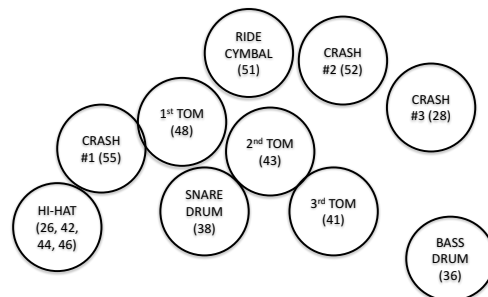 RIDE
CYMBAL
(51)
CRASH
#2 (52)
CRASH
#3 (28)
1st TOM
(48)
CRASH
#1 (55)
2nd TOM
(43)
HI-HAT
(26, 42,
44, 46)
SNARE
DRUM
(38)
3rd TOM
(41)
BASS
DRUM
(36)